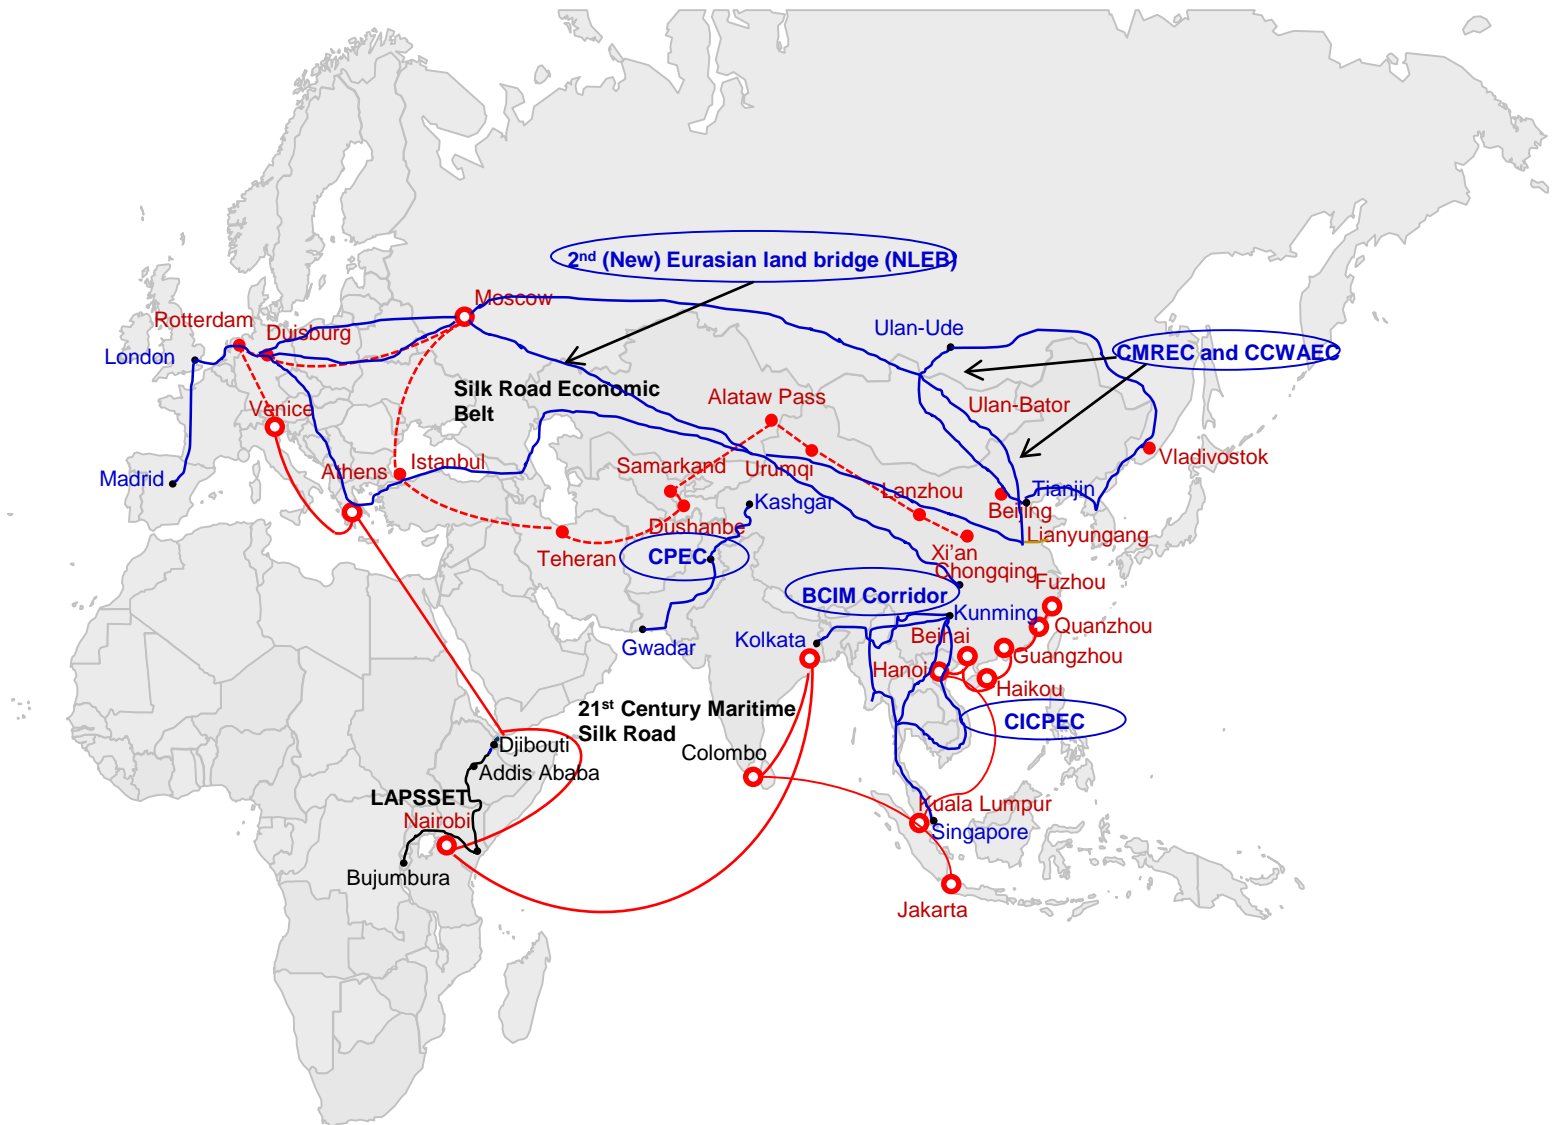 2nd (New) Eurasian land bridge (NLEB)
Moscow
Rotterdam
Duisburg
Ulan-Ude
London
CMREC and CCWAEC
Silk Road Economic
Belt
Alataw Pass
Ulan-Bator
Venice
Vladivostok
Athens
Istanbul
Samarkand
Urumqi
Madrid
Lanzhou
Tianjin
Kashgar
Beijing
Dushanbe
Lianyungang
Teheran
CPEC
Xi’an
Chongqing
Fuzhou
BCIM Corridor
Kunming
Quanzhou
Gwadar
Kolkata
Beihai
Guangzhou
Hanoi
Haikou
21st Century Maritime
Silk Road
CICPEC
Djibouti
Colombo
Addis Ababa
LAPSSET
Nairobi
Kuala Lumpur
Singapore
Bujumbura
Jakarta